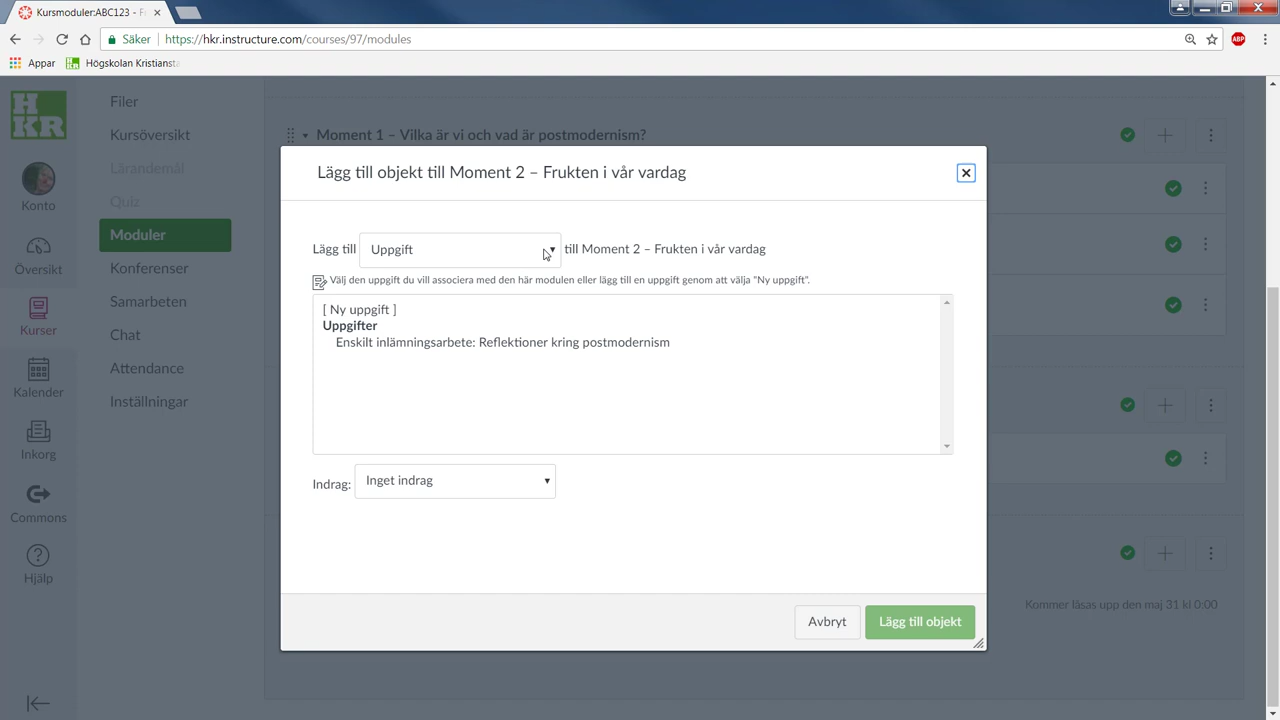 Kursmoduler:ABC123 - F
Säker
https://hkr.instructure.com/courses/97/modules
ABP
Appar
Högskolan Kristiansta
HKR
Konto
Översikt
Kurser
Kalender
Inkorg
Commons
Hjälp
Filer
Kursöversikt
Lärandemål
Quiz
Moduler
Konferenser
Samarbeten
Chat
Attendance
Inställningar
Moment 1 – Vilka är vi och vad är postmodernism?
Lägg till objekt till Moment 2 – Frukten i vår vardag
Lägg till Uppgift till Moment 2 – Frukten i vår vardag
Välj den uppgift du vill associera med den här modulen eller lägg till en uppgift genom att välja "Ny uppgift".
[ Ny uppgift ]
Uppgifter
Enskilt inlämningsarbete: Reflektioner kring postmodernism
Indrag: Inget indrag
Avbryt
Lägg till objekt
Kommer låsas upp den maj 31 kl 0:00